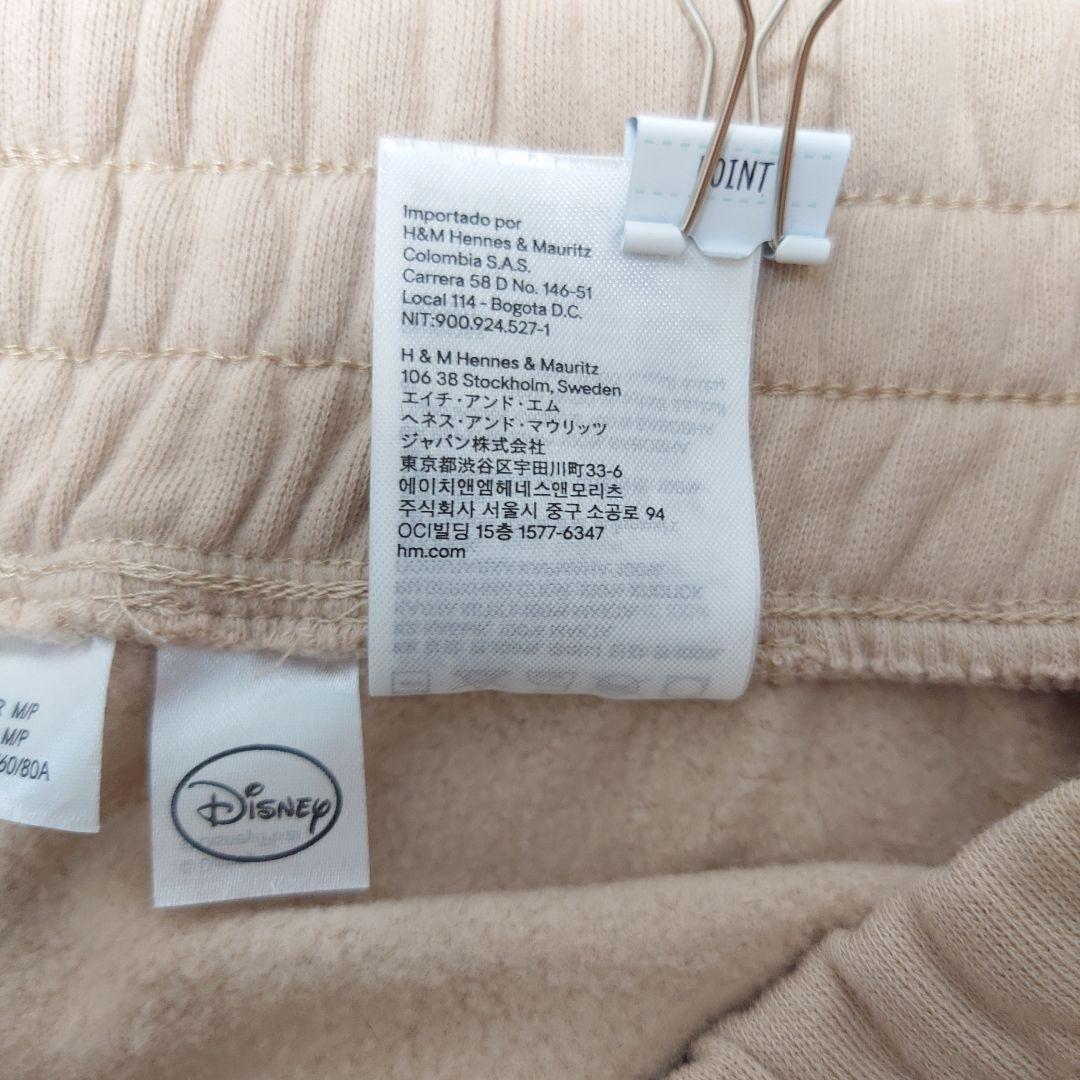 POINT
Importado por
H&M Hennes & Mauritz
Colombia S.A.S.
Carrera 58 D No. 146-51
Local 114 - Bogota D.C.
NIT:900.924.527-1
H & M Hennes & Mauritz
106 38 Stockholm, Sweden
エイチ・アンド・エム
ヘネス・アンド・マウリッツ
ジャパン株式会社
東京都渋谷区宇田川町33-6
에이치앤엠헤네스앤모리츠
주식회사 서울시 중구 소공로 94
OCI빌딩 15층 1577-6347
hm.com
M/P
M/P
60/80A
Disney